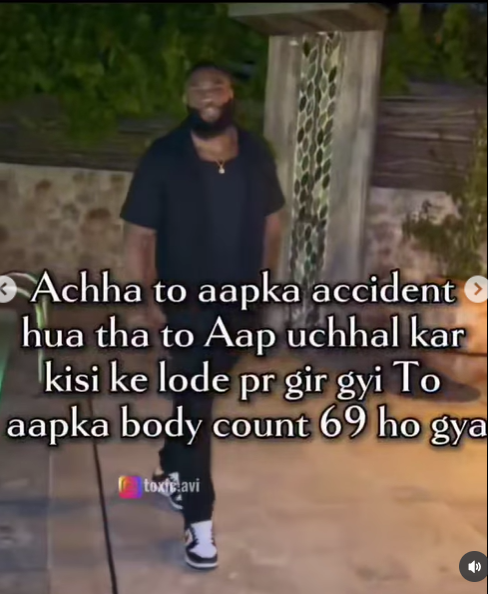 Achha to aapka accident
hua tha to Aap uchhal kar
kisi ke lode pr gir gyi To
aapka body count 69 ho gya